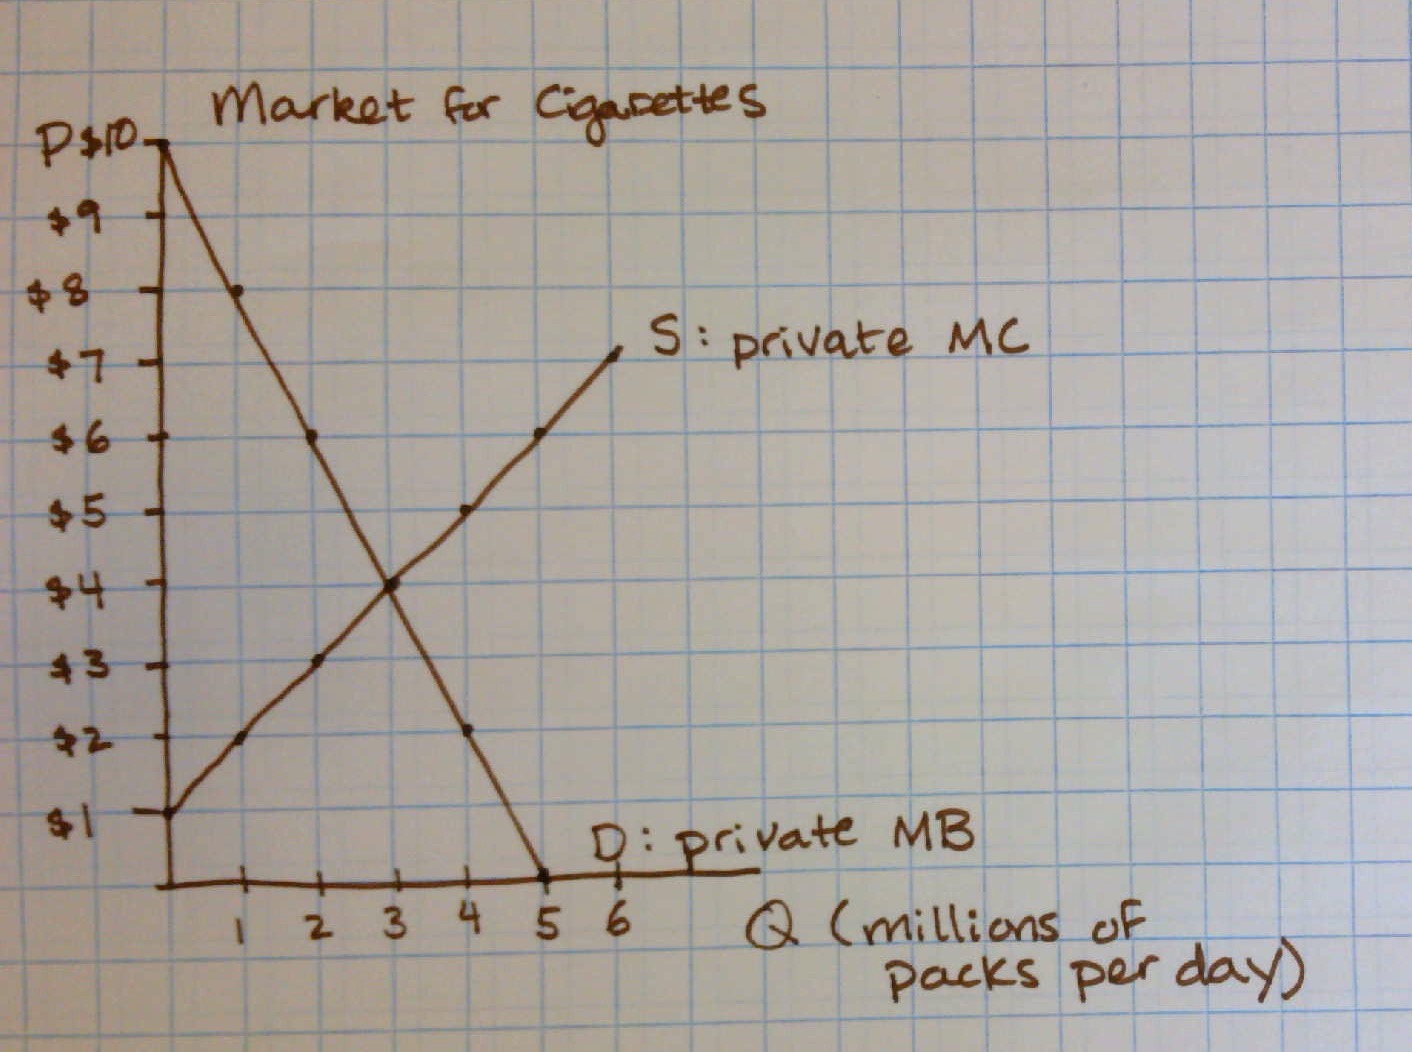 Market for Cigarettes
P $10
$9
$8
$7
S: private MC
$6
$5
$4
$3
$2
$1
D: private MB
1 2 3 4 5 6
Q (millions of
packs per day)